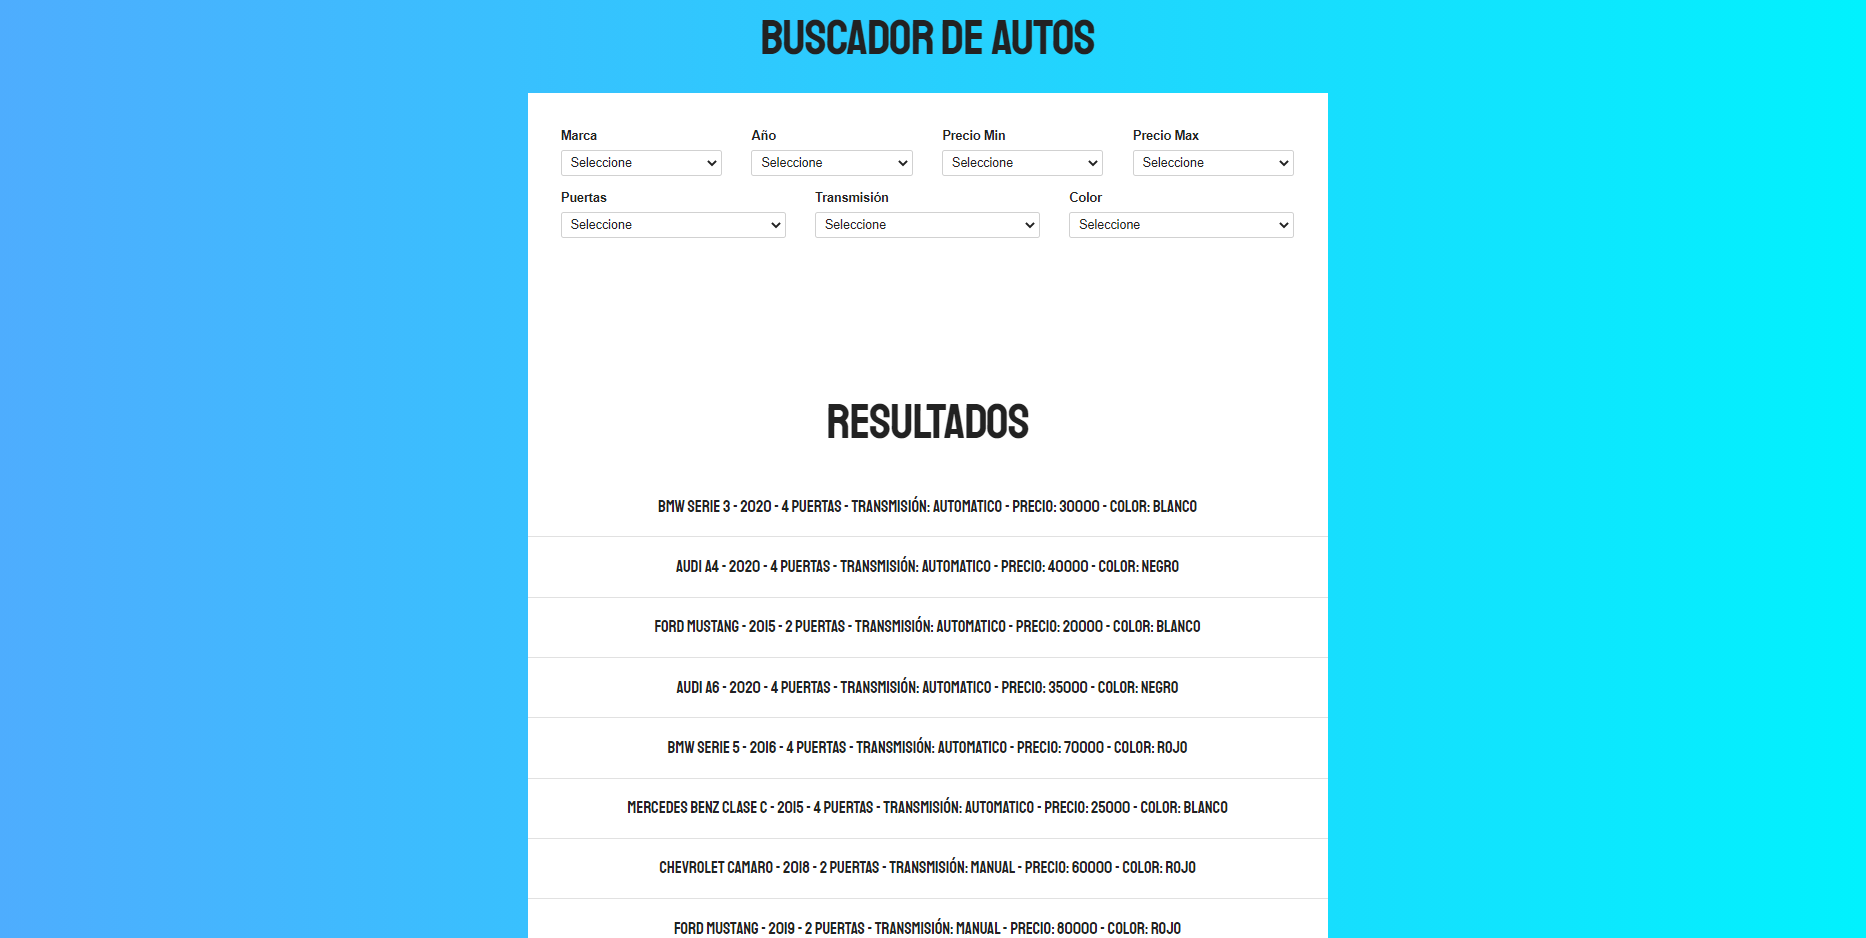 BUSCADOR DE AUTOS
Marca Año Precio Min Precio Max
Seleccione Seleccione Seleccione Seleccione
Puertas Transmisión Color
Seleccione Seleccione Seleccione
RESULTADOS
BMW SERIE 3 - 2020 - 4 PUERTAS - TRANSMISIÓN: AUTOMATICO - PRECIO: 30000 - COLOR: BLANCO
AUDI A4 - 2020 - 4 PUERTAS - TRANSMISIÓN: AUTOMATICO - PRECIO: 40000 - COLOR: NEGRO
FORD MUSTANG - 2015 - 2 PUERTAS - TRANSMISIÓN: AUTOMATICO - PRECIO: 20000 - COLOR: BLANCO
AUDI A6 - 2020 - 4 PUERTAS - TRANSMISIÓN: AUTOMATICO - PRECIO: 35000 - COLOR: NEGRO
BMW SERIE 5 - 2016 - 4 PUERTAS - TRANSMISIÓN: AUTOMATICO - PRECIO: 70000 - COLOR: ROJO
MERCEDES BENZ CLASE C - 2015 - 4 PUERTAS - TRANSMISIÓN: AUTOMATICO - PRECIO: 25000 - COLOR: BLANCO
CHEVROLET CAMARO - 2018 - 2 PUERTAS - TRANSMISIÓN: MANUAL - PRECIO: 60000 - COLOR: ROJO
FORD MUSTANG - 2019 - 2 PUERTAS - TRANSMISIÓN: MANUAL - PRECIO: 80000 - COLOR: ROJO